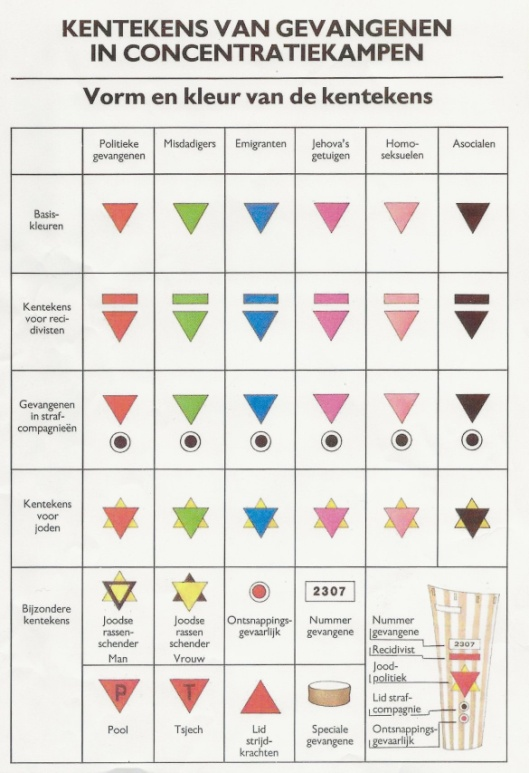 KENTEKENS VAN GEVANGENEN
IN CONCENTRATIEKAMPEN
Vorm en kleur van de kentekens
Politieke
gevangenen
Misdadigers
Emigranten
Jehova's
getuigen
Homo-
seksuelen
Asocialen
Basis-
kleuren
Kentekens
voor reci-
divisten
Gevangenen
in straf-
compagnieën
Kentekens
voor
joden
Bijzondere
kentekens
Joodse
rassen-
schender
Man
Joodse
rassen
schender
Vrouw
Ontsnappings-
gevaarlijk
2307
Nummer
gevangene
P
Pool
T
Tsjech
Lid
strijd-
krachten
Speciale
gevangene
Nummer
gevangene
Recidivist
Jood-
politiek
Lid straf-
compagnie
Ontsnappings-
gevaarlijk
2307